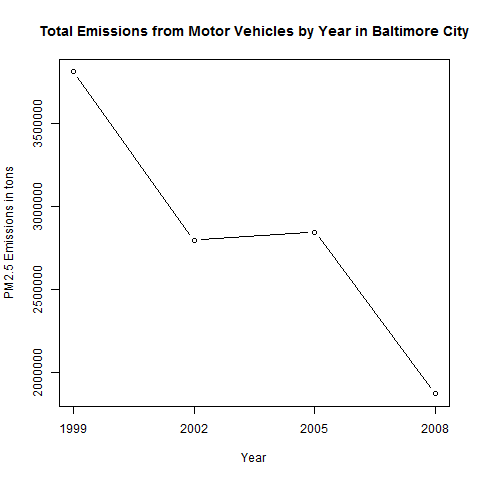 Total Emissions from Motor Vehicles by Year in Baltimore City
PM2.5 Emissions in tons
3500000
3000000
2500000
2000000
1999 2002 2005 2008
Year